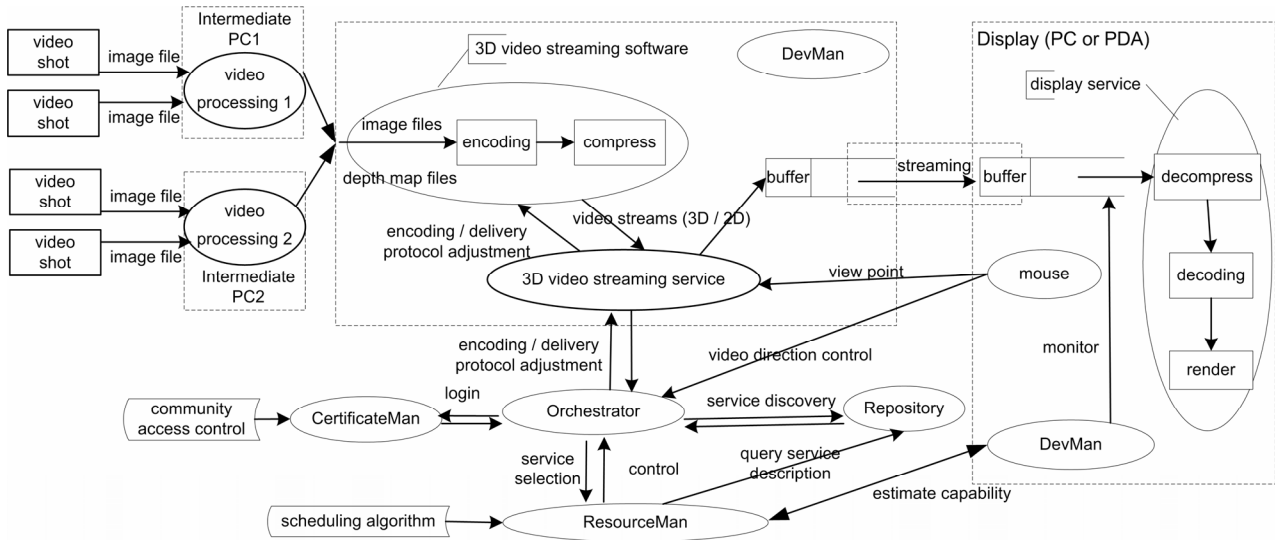 Intermediate
PC1
video
shot
image file
video
shot
image file
video
processing 1
video
shot
image file
video
shot
image file
video
processing 2
Intermediate
PC2
3D video streaming software
DevMan
image files
encoding
compress
depth map files
video streams (3D / 2D)
encoding / delivery
protocol adjustment
3D video streaming service
buffer
streaming
Display (PC or PDA)
display service
buffer
decompress
decoding
render
view point
mouse
monitor
video direction control
encoding / delivery
protocol adjustment
login
community
access control
CertificateMan
Orchestrator
service discovery
Repository
service
selection
control
query service
description
DevMan
estimate capability
scheduling algorithm
ResourceMan